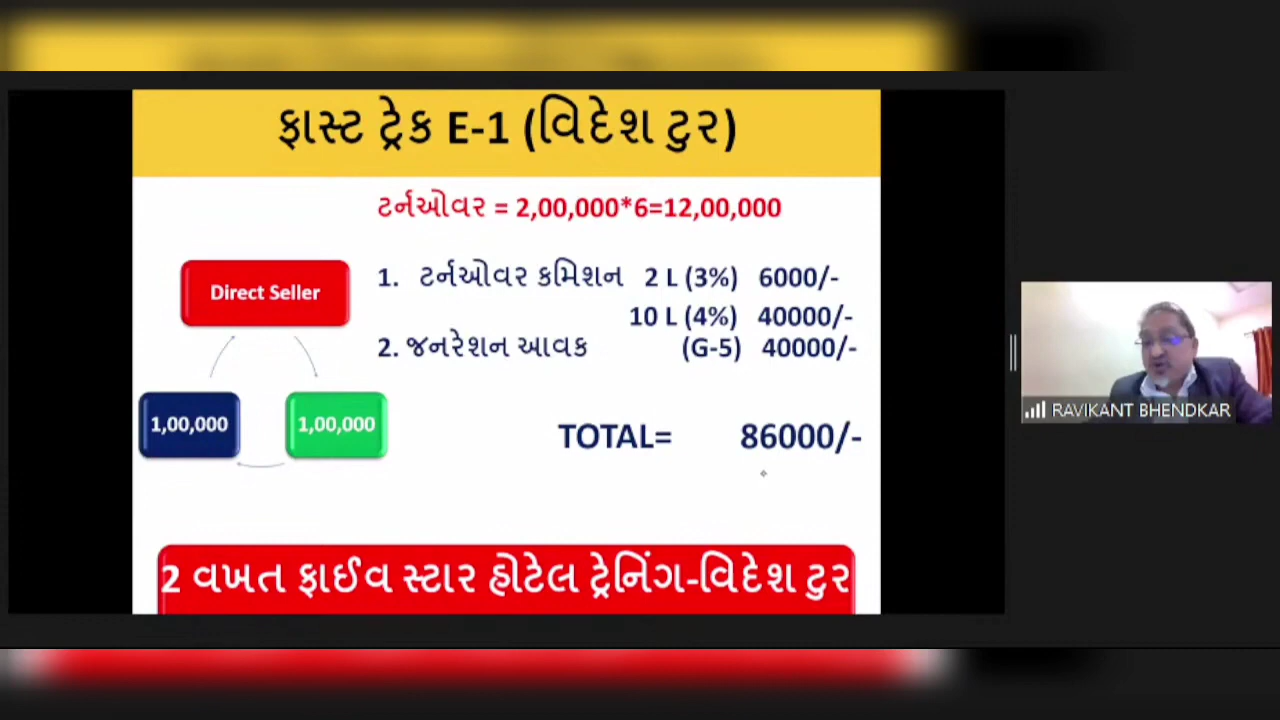 ફાસ્ટ ટ્રેક E-1 (વિદેશ ટુર)
ટર્નઓવર = 2,00,000*6=12,00,000
Direct Seller
1,00,000
1,00,000
1. ટર્નઓવર કમિશન 2 L (3%) 6000/-
10 L (4%) 40000/-
2. જનરેશન આવક (G-5) 40000/-
TOTAL= 86000/-
2 વખત ફાઈવ સ્ટાર હોટેલ ટ્રેનિંગ-વિદેશ ટુર
RAVIKANT BHENDKAR